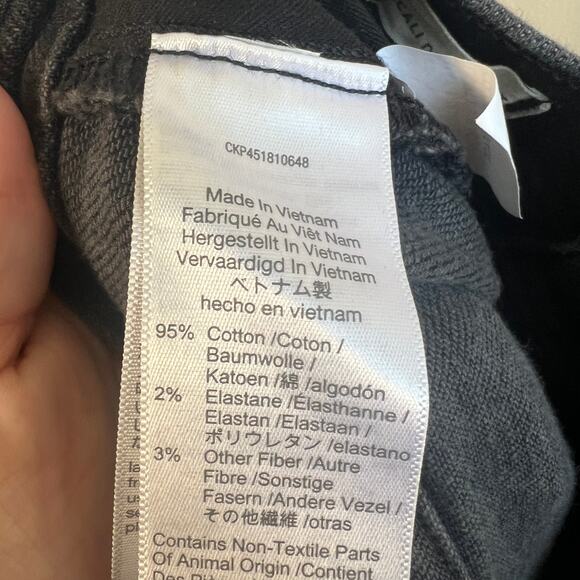 CALI D
CKP451810648
Made In Vietnam
Fabriqué Au Viêt Nam
Hergestellt In Vietnam
Vervaardigd In Vietnam
ベトナム製
hecho en vietnam
95% Cotton /Coton /
Baumwolle /
Katoen /綿 /algodón
2% Elastane /Élasthanne /
Elastan /Elastaan /
ポリウレタン /elastano
3% Other Fiber /Autre
Fibre /Sonstige
Fasern /Andere Vezel /
その他繊維 /otras
Contains Non-Textile Parts
Of Animal Origin /Contient